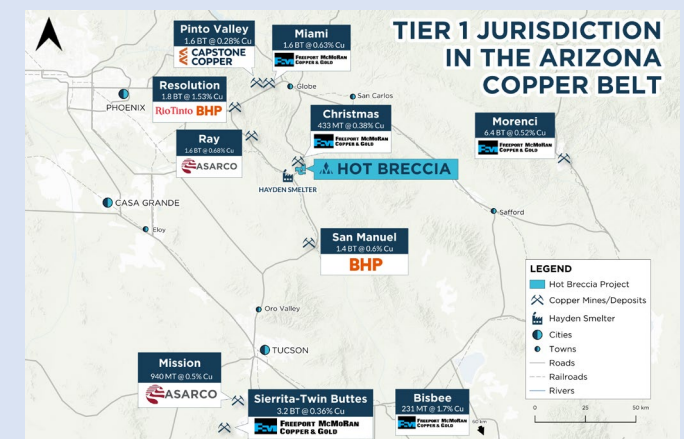 TIER 1 JURISDICTION
IN THE ARIZONA
COPPER BELT
Pinto Valley
1.6 BT @ 0.28% Cu
CAPSTONE
COPPER
Miami
1.6 BT @ 0.63% Cu
FREEPORT-MCMORAN
COPPER & GOLD
Resolution
1.8 BT @ 1.53% Cu
RioTinto BHP
PHOENIX
Globe
San Carlos
Christmas
433 MT @ 0.38% Cu
FREEPORT-MCMORAN
COPPER & GOLD
Morenci
6.4 BT @ 0.52% Cu
FREEPORT-MCMORAN
COPPER & GOLD
Ray
1.6 BT @ 0.68% Cu
ASARCO
HOT BRECCIA
HAYDEN SMELTER
CASA GRANDE
Eloy
Safford
San Manuel
1.4 BT @ 0.6% Cu
BHP
LEGEND
Hot Breccia Project
Copper Mines/Deposits
Hayden Smelter
Cities
Towns
Roads
Railroads
Rivers
0 25 50 km
Oro Valley
TUCSON
Mission
940 MT @ 0.5% Cu
ASARCO
Sierrita-Twin Buttes
3.2 BT @ 0.36% Cu
FREEPORT-MCMORAN
COPPER & GOLD
Bisbee
231 MT @ 1.7% Cu
FREEPORT-MCMORAN
COPPER & GOLD